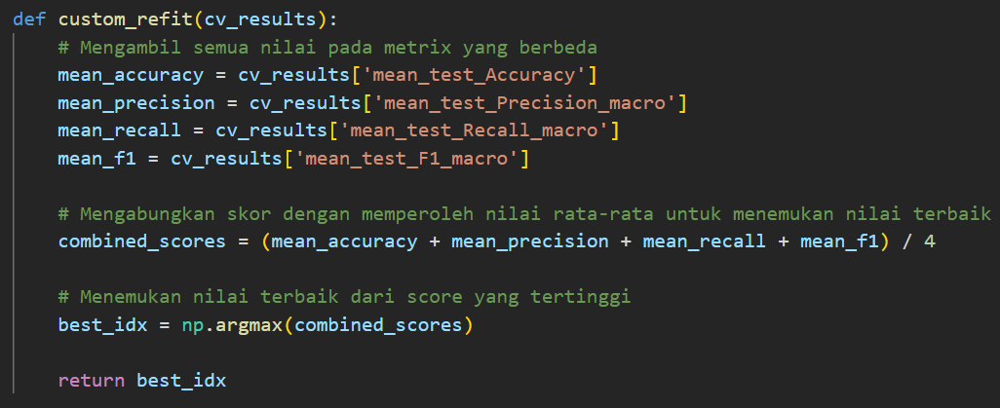 def custom_refit(cv_results):
# Mengambil semua nilai pada metrix yang berbeda
mean_accuracy = cv_results['mean_test_Accuracy']
mean_precision = cv_results['mean_test_Precision_macro']
mean_recall = cv_results['mean_test_Recall_macro']
mean_f1 = cv_results['mean_test_F1_macro']
# Mengabungkan skor dengan memperoleh nilai rata-rata untuk menemukan nilai terbaik
combined_scores = (mean_accuracy + mean_precision + mean_recall + mean_f1) / 4
# Menemukan nilai terbaik dari score yang tertinggi
best_idx = np.argmax(combined_scores)
return best_idx